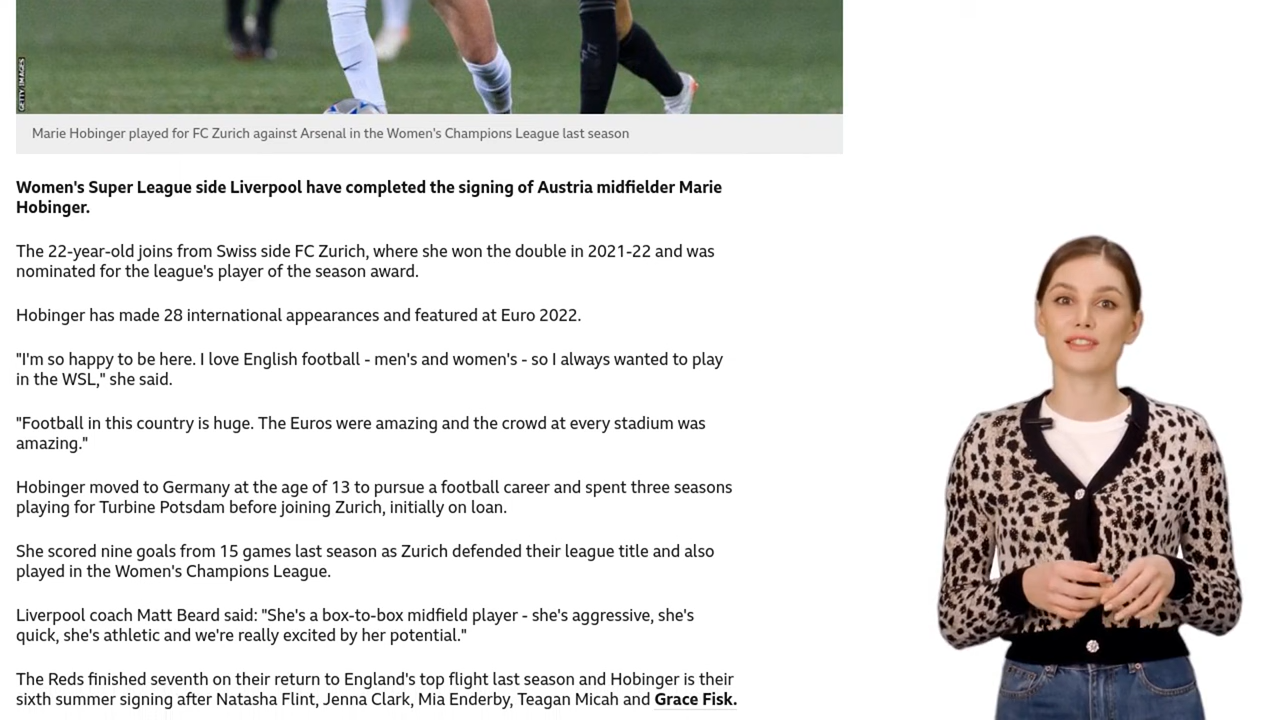 GETTY IMAGES
Marie Hobinger played for FC Zurich against Arsenal in the Women's Champions League last season
Women's Super League side Liverpool have completed the signing of Austria midfielder Marie
Hobinger.
The 22-year-old joins from Swiss side FC Zurich, where she won the double in 2021-22 and was
nominated for the league's player of the season award.
Hobinger has made 28 international appearances and featured at Euro 2022.
"I'm so happy to be here. I love English football - men's and women's - so I always wanted to play
in the WSL," she said.
"Football in this country is huge. The Euros were amazing and the crowd at every stadium was
amazing."
Hobinger moved to Germany at the age of 13 to pursue a football career and spent three seasons
playing for Turbine Potsdam before joining Zurich, initially on loan.
She scored nine goals from 15 games last season as Zurich defended their league title and also
played in the Women's Champions League.
Liverpool coach Matt Beard said: "She's a box-to-box midfield player - she's aggressive, she's
quick, she's athletic and we're really excited by her potential."
The Reds finished seventh on their return to England's top flight last season and Hobinger is their
sixth summer signing after Natasha Flint, Jenna Clark, Mia Enderby, Teagan Micah and Grace Fisk.